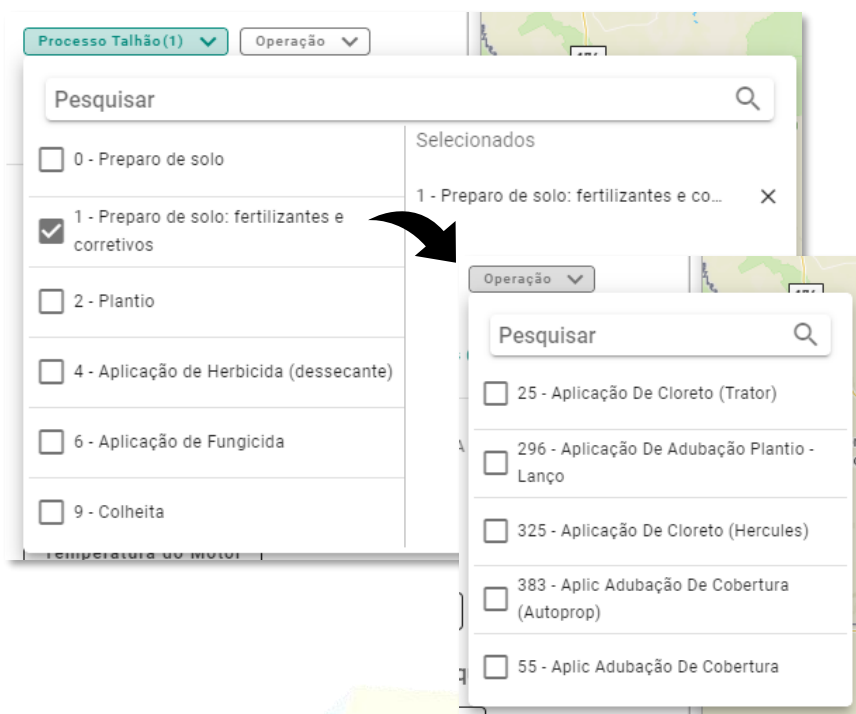 Processo Talhão(1)
Operação
Pesquisar
Selecionados
0 - Preparo de solo
1 - Preparo de solo: fertilizantes e
corretivos
1 - Preparo de solo: fertilizantes e co...
2 - Plantio
4 - Aplicação de Herbicida (dessecante)
6 - Aplicação de Fungicida
9 - Colheita
Temperatura do Motor
Operação
Pesquisar
25 - Aplicação De Cloreto (Trator)
296 - Aplicação De Adubação Plantio -
Lanço
325 - Aplicação De Cloreto (Hercules)
383 - Aplic Adubação De Cobertura
(Autoprop)
55 - Aplic Adubação De Cobertura